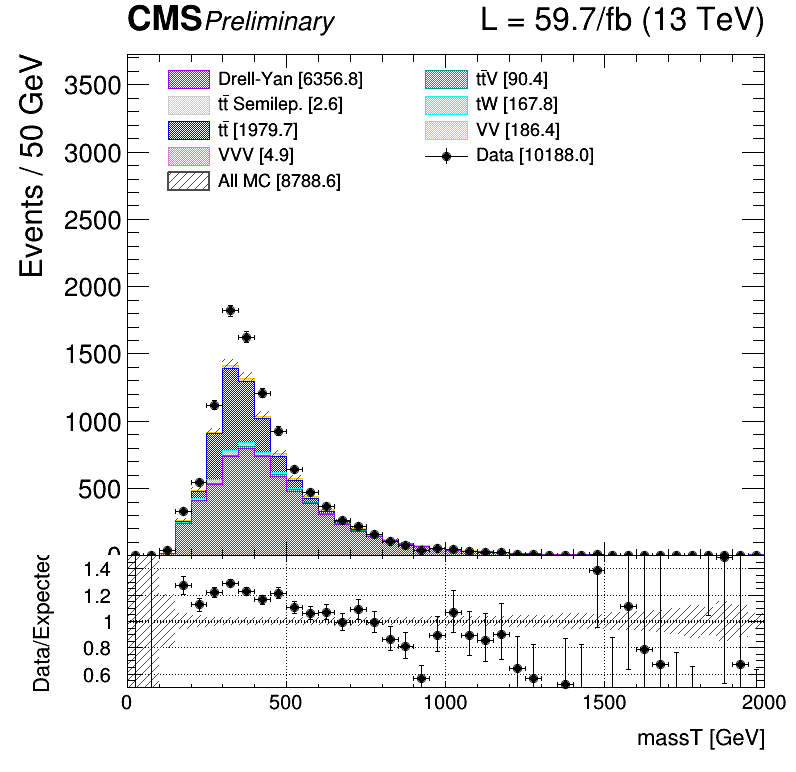 CMS Preliminary L = 59.7/fb (13 TeV)
Events / 50 GeV
3500
3000
2500
2000
1500
1000
500
0
Drell-Yan [6356.8]
tt̄ Semilep. [2.6]
tt̄ [1979.7]
VVV [4.9]
All MC [8788.6]
tt̄V [90.4]
tW [167.8]
VV [186.4]
Data [10188.0]
Data/Expected
1.4
1.2
1
0.8
0.6
0 500 1000 1500 2000
massT [GeV]